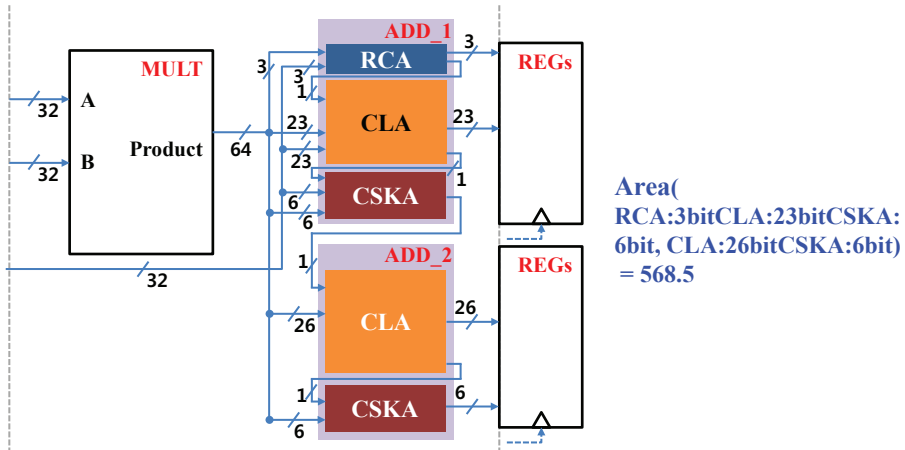 ADD_1
RCA
3
3
3
1
MULT
A
32
B
32
Product
64
23
23
CLA
23
1
6
6
CSKA
REGs
32
ADD_2
1
CLA
26
26
1
CSKA
6
6
REGs
Area(
RCA:3bitCLA:23bitCSKA:
6bit, CLA:26bitCSKA:6bit)
= 568.5